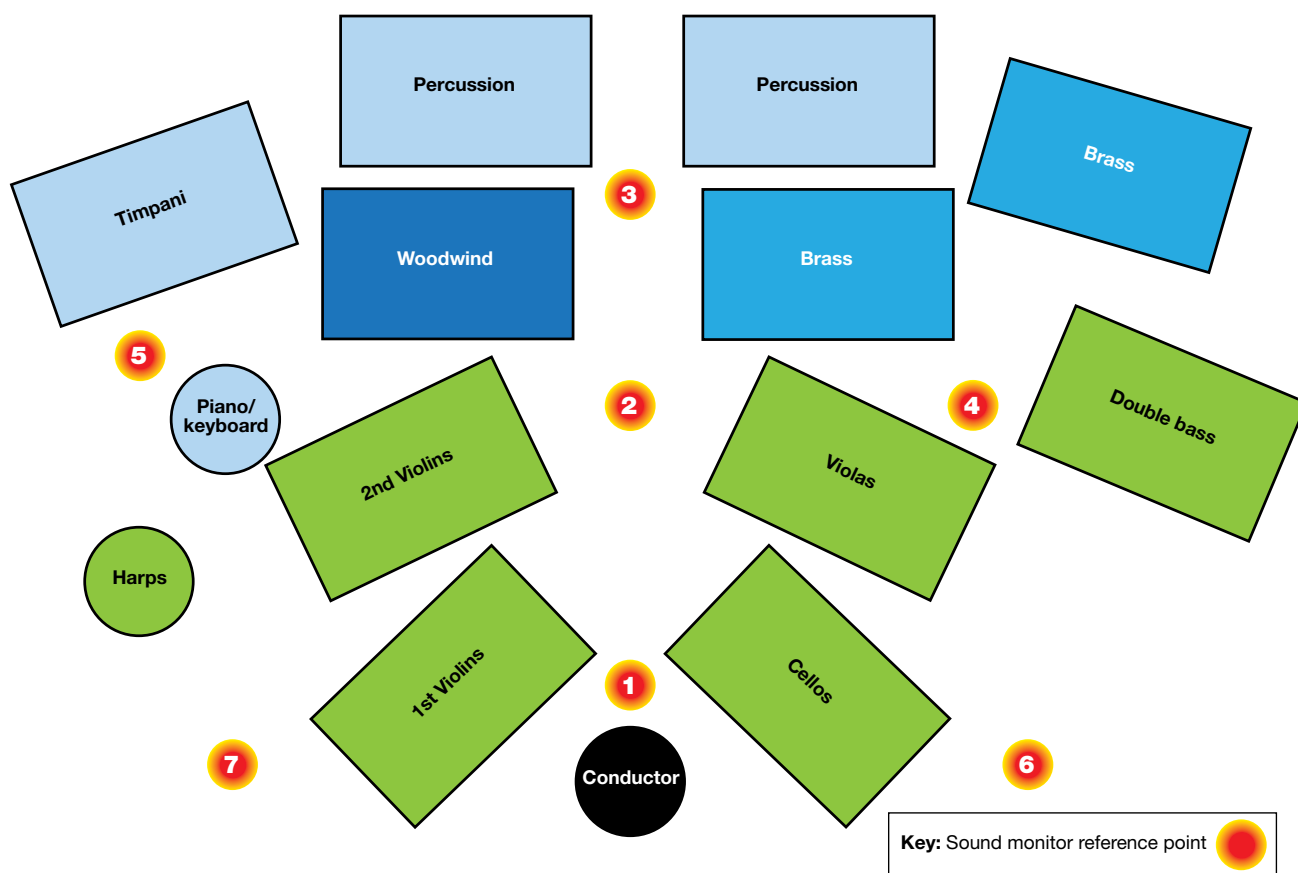 Percussion
Percussion
Brass
Timpani
3
Woodwind
Brass
5
Piano/
keyboard
2
4
Double bass
2nd Violins
Violas
Harps
1st Violins
1
Cellos
7
Conductor
6
Key: Sound monitor reference point